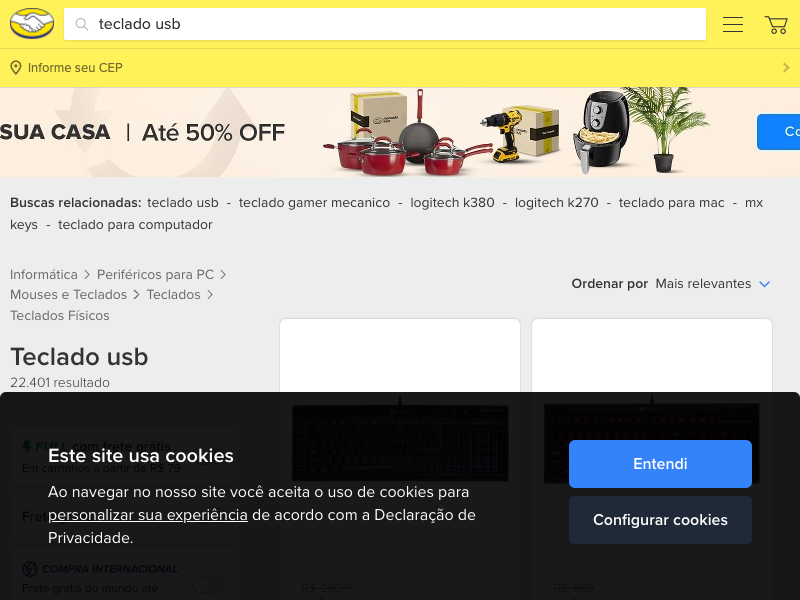 teclado usb
Informe seu CEP
SUA CASA | Até 50% OFF
Buscas relacionadas: teclado usb - teclado gamer mecanico - logitech k380 - logitech k270 - teclado para mac - mx
keys - teclado para computador
Informática > Periféricos para PC >
Mouses e Teclados > Teclados >
Teclados Físicos
Ordenar por Mais relevantes
Teclado usb
22.401 resultado
FULL com frete grátis
Em carrinhos a partir de R$ 79
Este site usa cookies
Ao navegar no nosso site você aceita o uso de cookies para
personalizar sua experiência de acordo com a Declaração de
Privacidade.
Entendi
Configurar cookies
COMPRA INTERNACIONAL
Frete grátis do mundo até